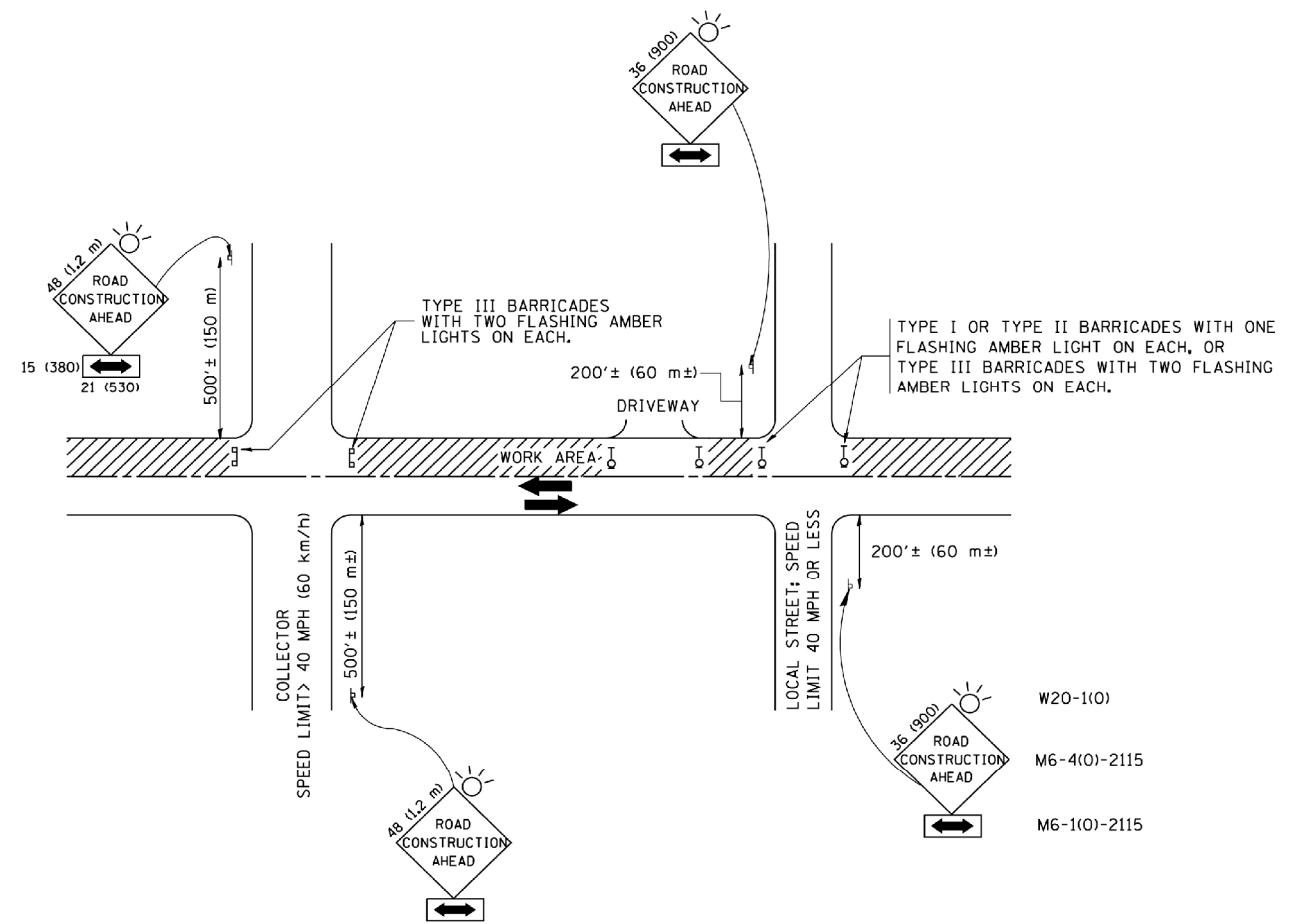 36 (900)
ROAD
CONSTRUCTION
AHEAD
48 (1.2 m)
ROAD
CONSTRUCTION
AHEAD
15 (380)
21 (530)
500'± (150 m)
TYPE III BARRICADES
WITH TWO FLASHING AMBER
LIGHTS ON EACH.
200'± (60 m±)
DRIVEWAY
TYPE I OR TYPE II BARRICADES WITH ONE
FLASHING AMBER LIGHT ON EACH, OR
TYPE III BARRICADES WITH TWO FLASHING
AMBER LIGHTS ON EACH.
WORK AREA
COLLECTOR
SPEED LIMIT> 40 MPH (60 km/h)
500'± (150 m±)
LOCAL STREET; SPEED
LIMIT 40 MPH OR LESS
200'± (60 m±)
48 (1.2 m)
ROAD
CONSTRUCTION
AHEAD
36 (900)
ROAD
CONSTRUCTION
AHEAD
W20-1(O)
M6-4(O)-2115
M6-1(O)-2115